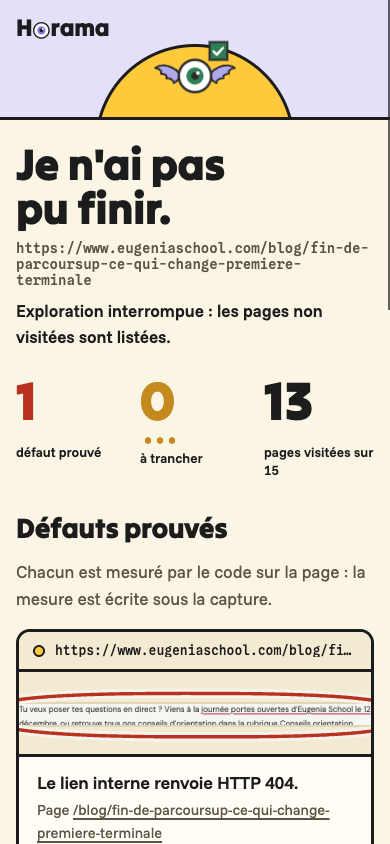 Horama
Je n'ai pas
pu finir.
https://www.eugeniaschool.com/blog/fin-de-
parcoursup-ce-qui-change-premiere-
terminale
Exploration interrompue : les pages non
visitées sont listées.
1
défaut prouvé
0
à trancher
13
pages visitées sur
15
Défauts prouvés
Chacun est mesuré par le code sur la page : la
mesure est écrite sous la capture.
https://www.eugeniaschool.com/blog/fi…
Tu veux poser tes questions en direct ? Viens à la journée portes ouvertes d'Eugenia School le 12
décembre, ou retrouve tous nos conseils d'orientation dans la rubrique Conseils orientation
Le lien interne renvoie HTTP 404.
Page /blog/fin-de-parcoursup-ce-qui-change-
premiere-terminale